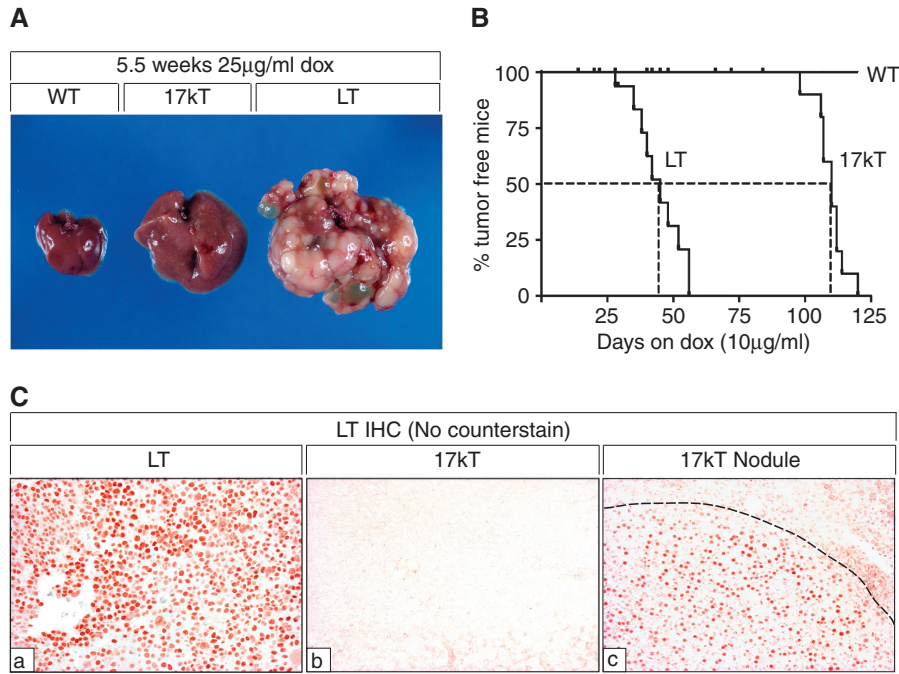 A
5.5 weeks 25μg/ml dox
WT 17kT LT
B
% tumor free mice
100
75
50
25
0
WT
LT
17kT
25 50 75 100 125
Days on dox (10μg/ml)
C
LT IHC (No counterstain)
LT 17kT 17kT Nodule
a b c